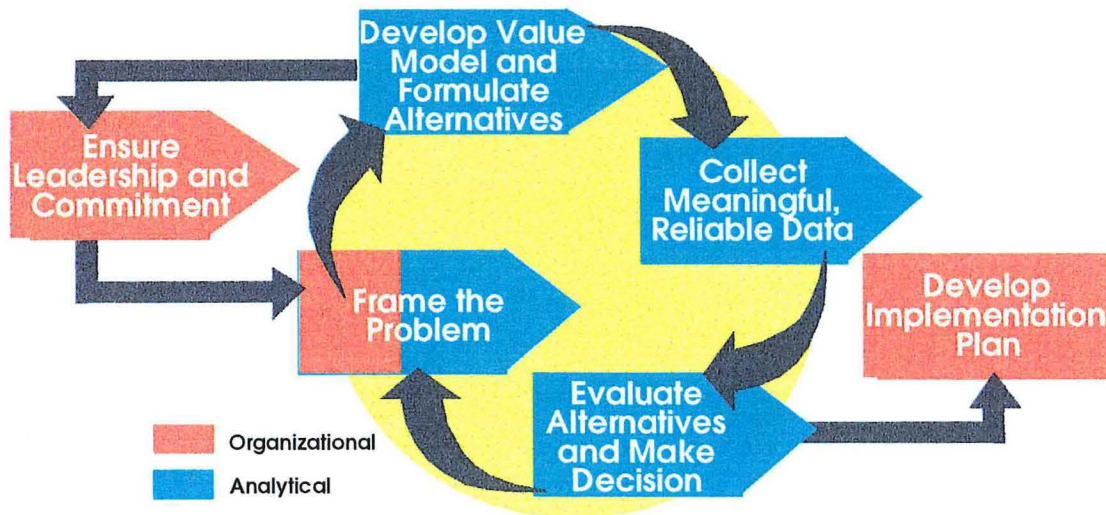 Develop Value
Model and
Formulate
Alternatives
Ensure
Leadership and
Commitment
Collect
Meaningful,
Reliable Data
Frame the
Problem
Develop
Implementation
Plan
Evaluate
Alternatives
and Make
Decision
Organizational
Analytical